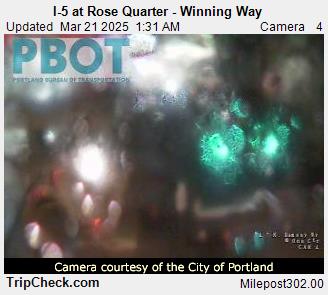 I-5 at Rose Quarter - Winning Way
Updated Mar 21 2025 1:31 AM Camera 4
PBOT
PORTLAND BUREAU OF TRANSPORTATION
Camera courtesy of the City of Portland
TripCheck.com Milepost302.00